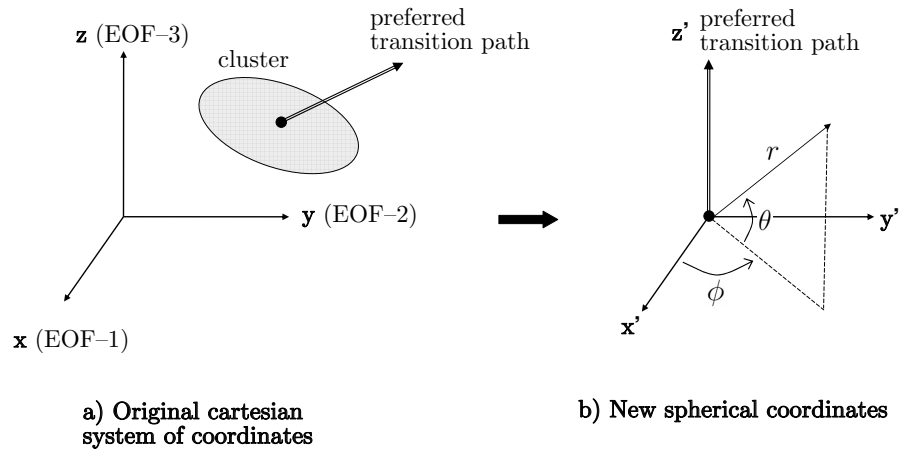 z (EOF–3)
cluster
preferred
transition path
y (EOF–2)
x (EOF–1)
a) Original cartesian
system of coordinates
preferred
z' transition path
r
θ
y'
ϕ
x'
b) New spherical coordinates